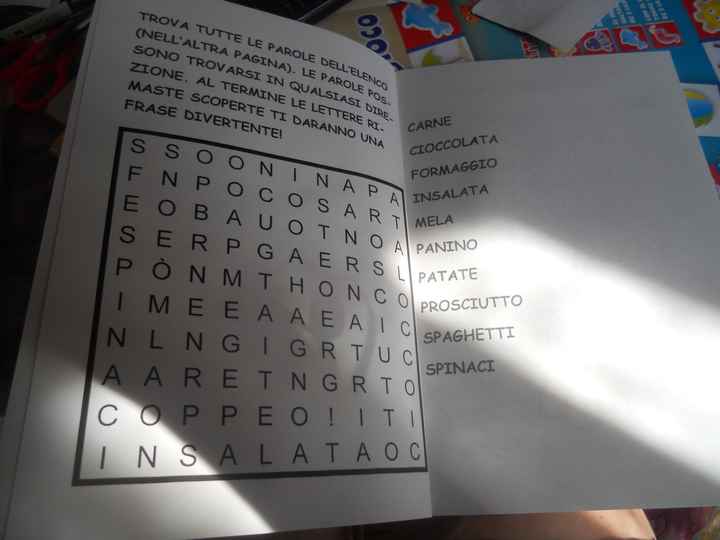 TROVA TUTTE LE PAROLE DELL'ELENCO
(NELL'ALTRA PAGINA). LE PAROLE POS-
SONO TROVARSI IN QUALSIASI DIRE-
ZIONE. AL TERMINE LE LETTERE RI-
MASTE SCOPERTE TI DARANNO UNA
FRASE DIVERTENTE!
S S O O N I N A P A
F N P O C O S A R T
E O B A U O T N O A
S E R P G A E R S L
P Ò N M T H O N C O
I M E E A A E A I C
N L N G I G R T U C
A A R E T N G R T O
C O P P E O ! I T I
I N S A L A T A O C
CARNE
CIOCCOLATA
FORMAGGIO
INSALATA
MELA
PANINO
PATATE
PROSCIUTTO
SPAGHETTI
SPINACI